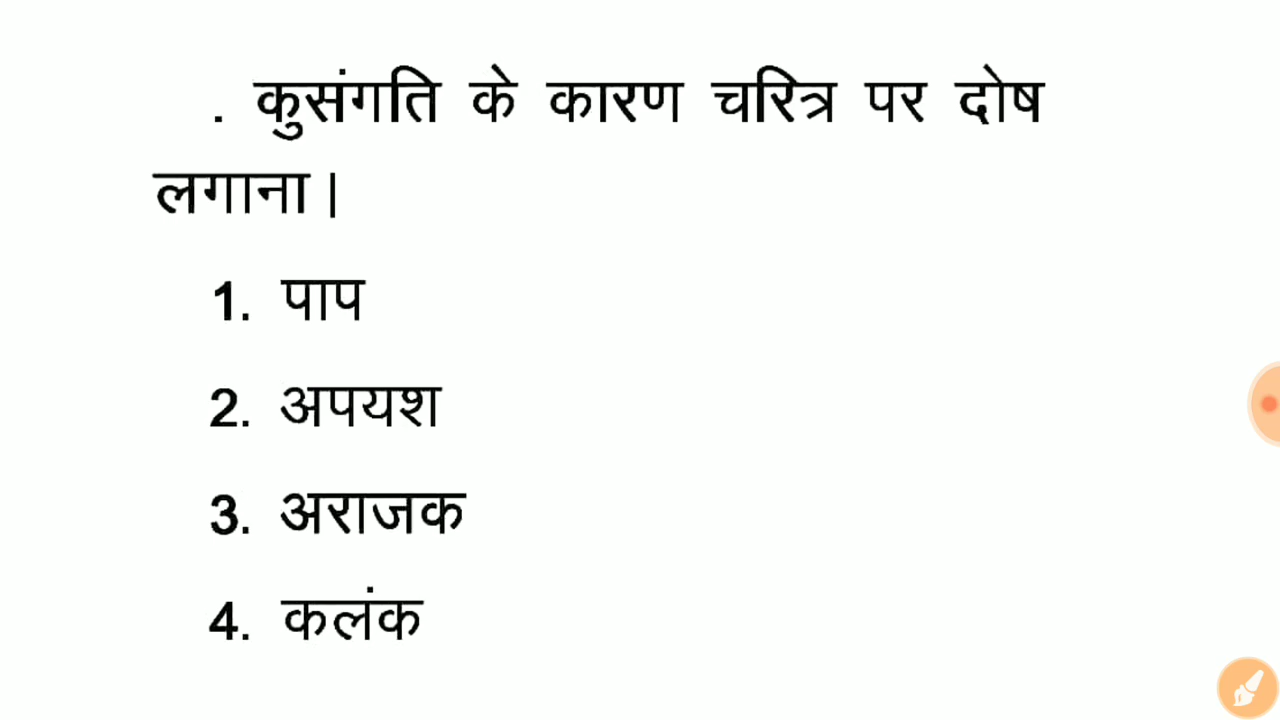 . कुसंगति के कारण चरित्र पर दोष
लगाना।
1. पाप
2. अपयश
3. अराजक
4. कलंक